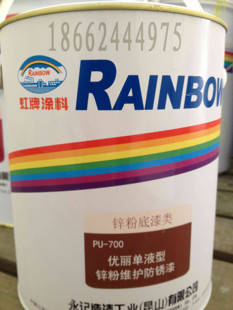 18662444975
RAINBOW
虹牌涂料
RAINBOW
锌粉底漆类
PU-700
优丽单液型
锌粉维护防锈漆
永记造漆工业(昆山)有限公司